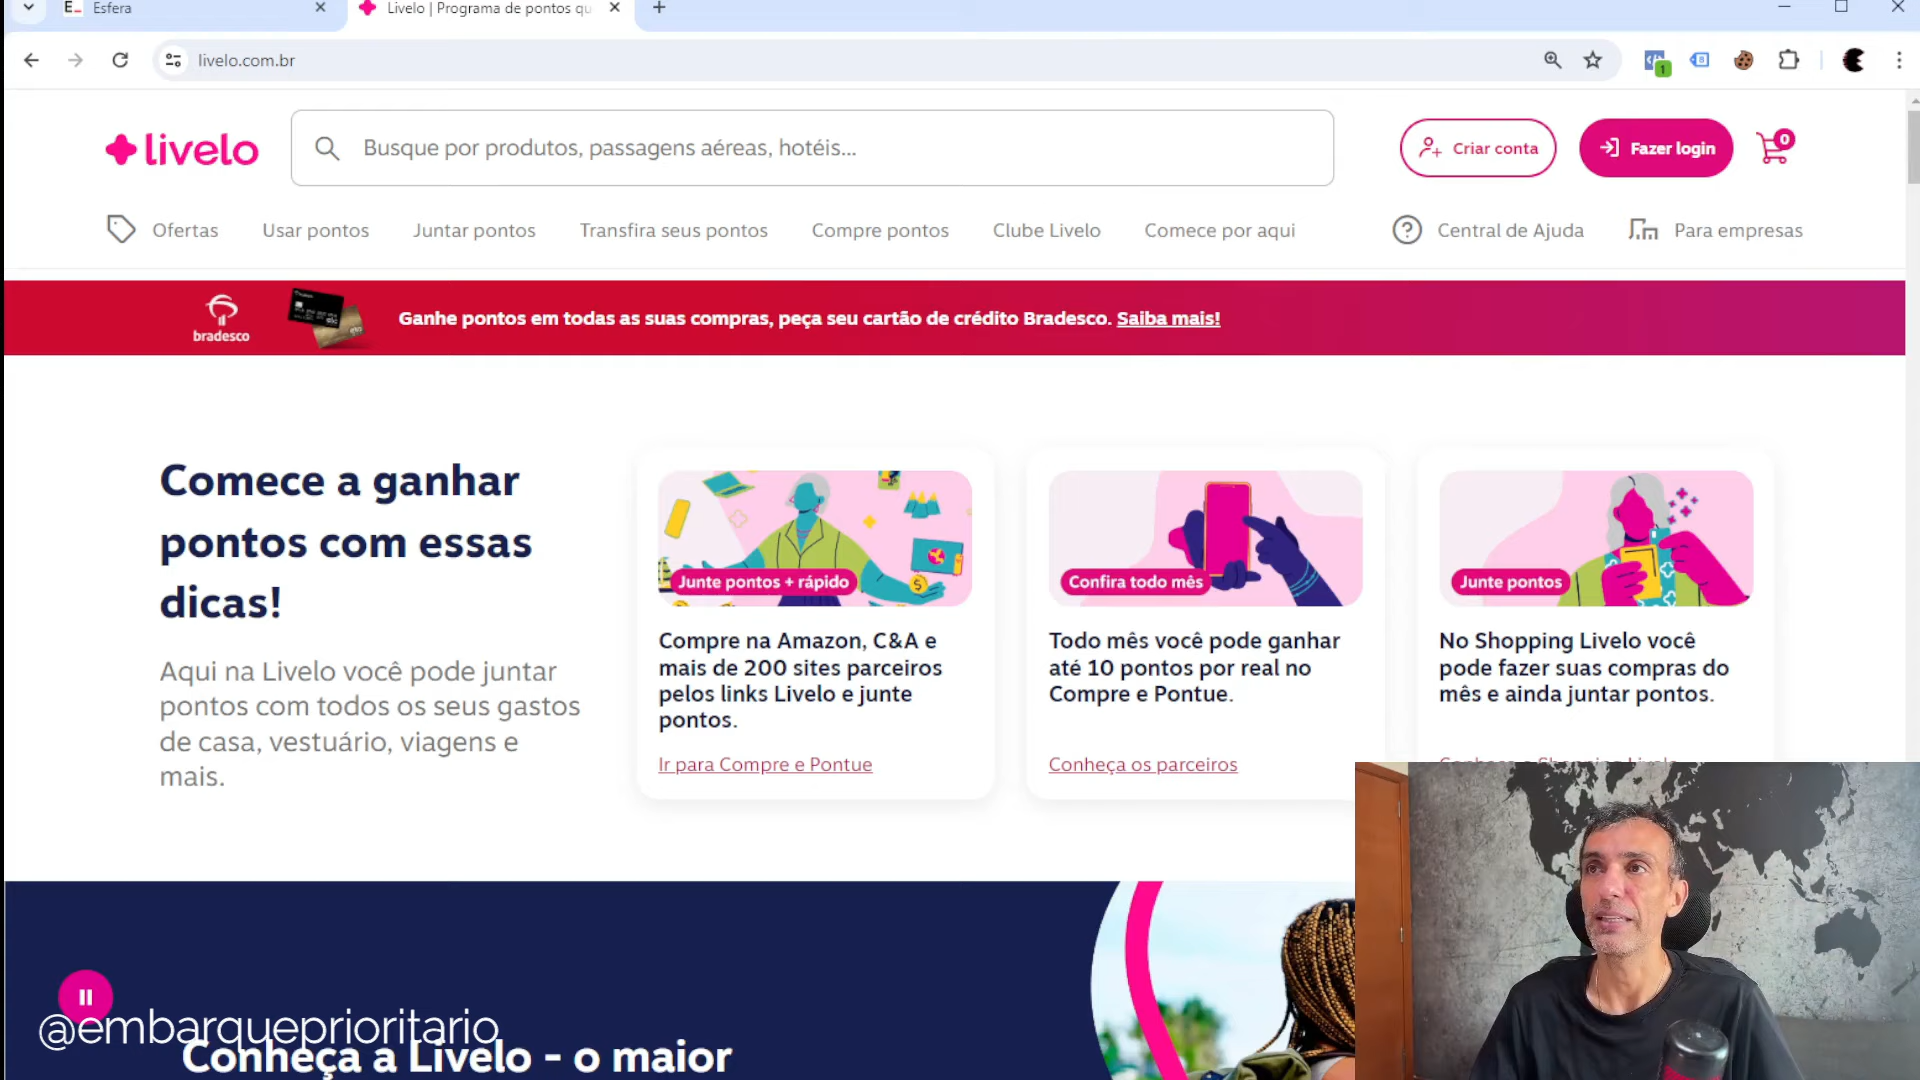 Esfera
Livelo | Programa de pontos qu
livelo.com.br
1
8
livelo
Busque por produtos, passagens aéreas, hotéis...
Criar conta
Fazer login
0
Ofertas
Usar pontos
Juntar pontos
Transfira seus pontos
Compre pontos
Clube Livelo
Comece por aqui
Central de Ajuda
Para empresas
bradesco
Ganhe pontos em todas as suas compras, peça seu cartão de crédito Bradesco. Saiba mais!
Comece a ganhar
pontos com essas
dicas!
Aqui na Livelo você pode juntar
pontos com todos os seus gastos
de casa, vestuário, viagens e
mais.
Junte pontos + rápido
Compre na Amazon, C&A e
mais de 200 sites parceiros
pelos links Livelo e junte
pontos.
Ir para Compre e Pontue
Confira todo mês
Todo mês você pode ganhar
até 10 pontos por real no
Compre e Pontue.
Conheça os parceiros
Junte pontos
No Shopping Livelo você
pode fazer suas compras do
mês e ainda juntar pontos.
@embarqueprioritario
Conheça a Livelo - o maior